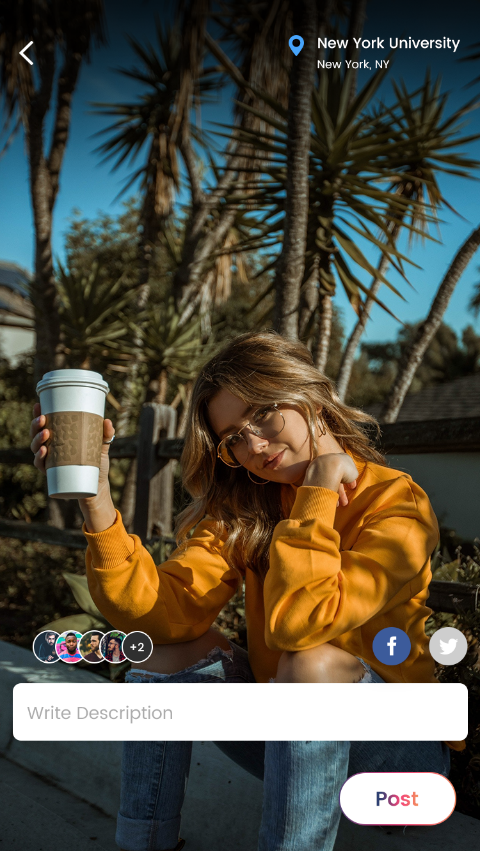 New York University
New York, NY
+2
f
Write Description
Post